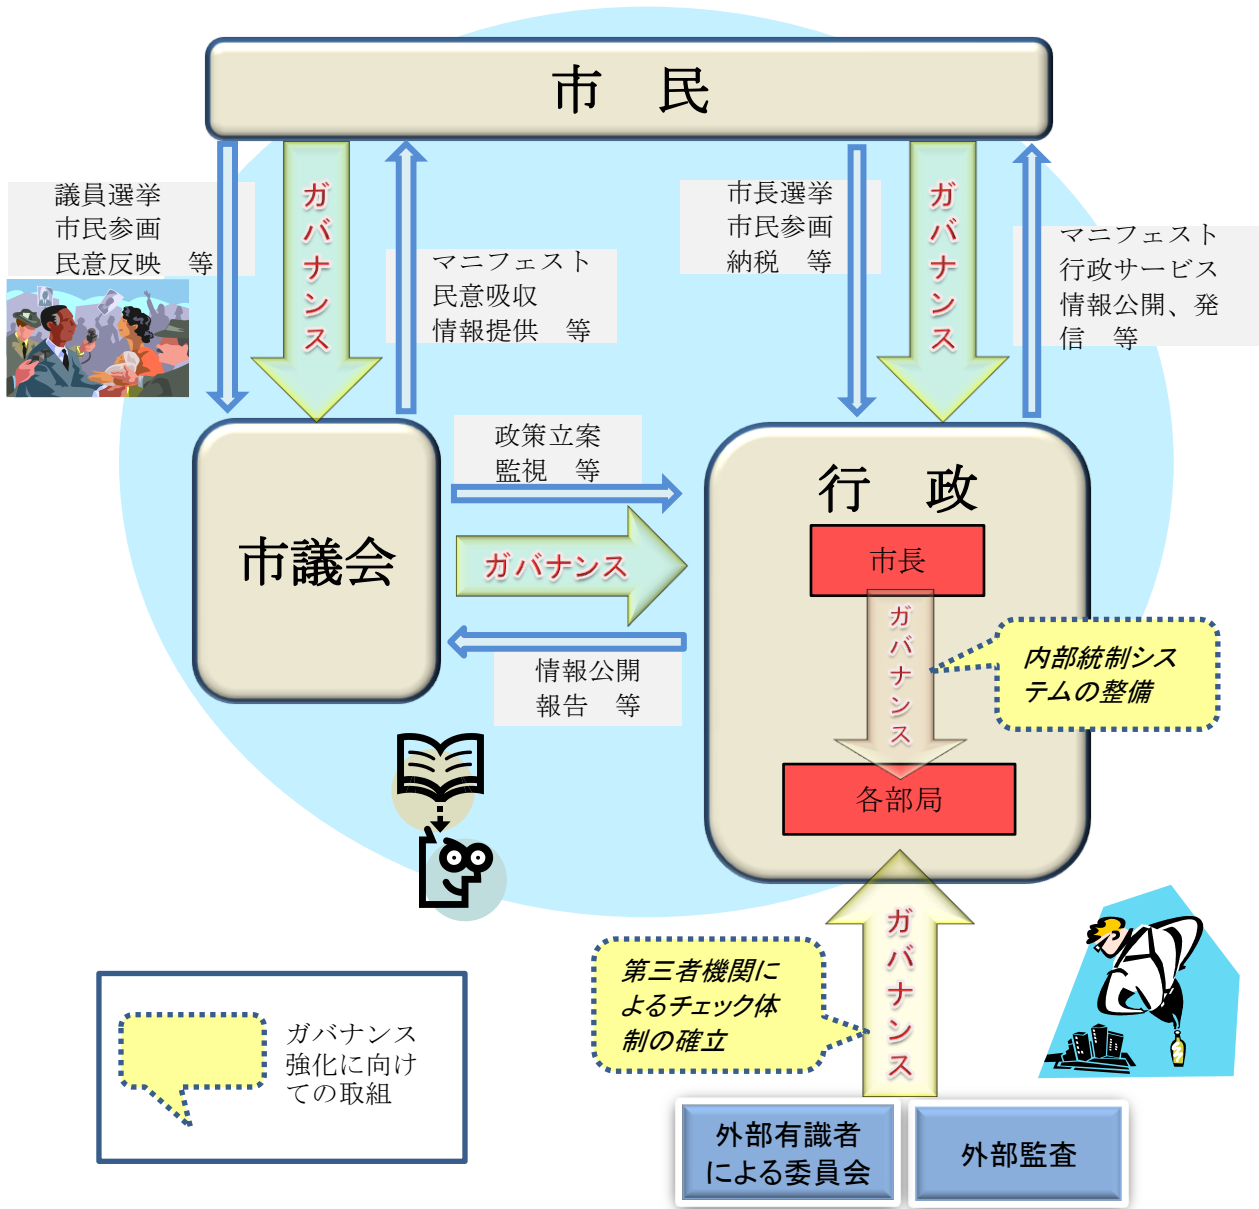 市　民
議員選挙
市民参画
民意反映　等
ガバナンス
マニフェスト
民意吸収
情報提供　等
市長選挙
市民参画
納税　等
ガバナンス
マニフェスト
行政サービス
情報公開、発
信　等
市議会
政策立案
監視　等
ガバナンス
情報公開
報告　等
行　政
市長
ガバナンス
内部統制シス
テムの整備
各部局
ガバナンス
第三者機関に
よるチェック体
制の確立
ガバナンス
強化に向け
ての取組
外部有識者
による委員会
外部監査